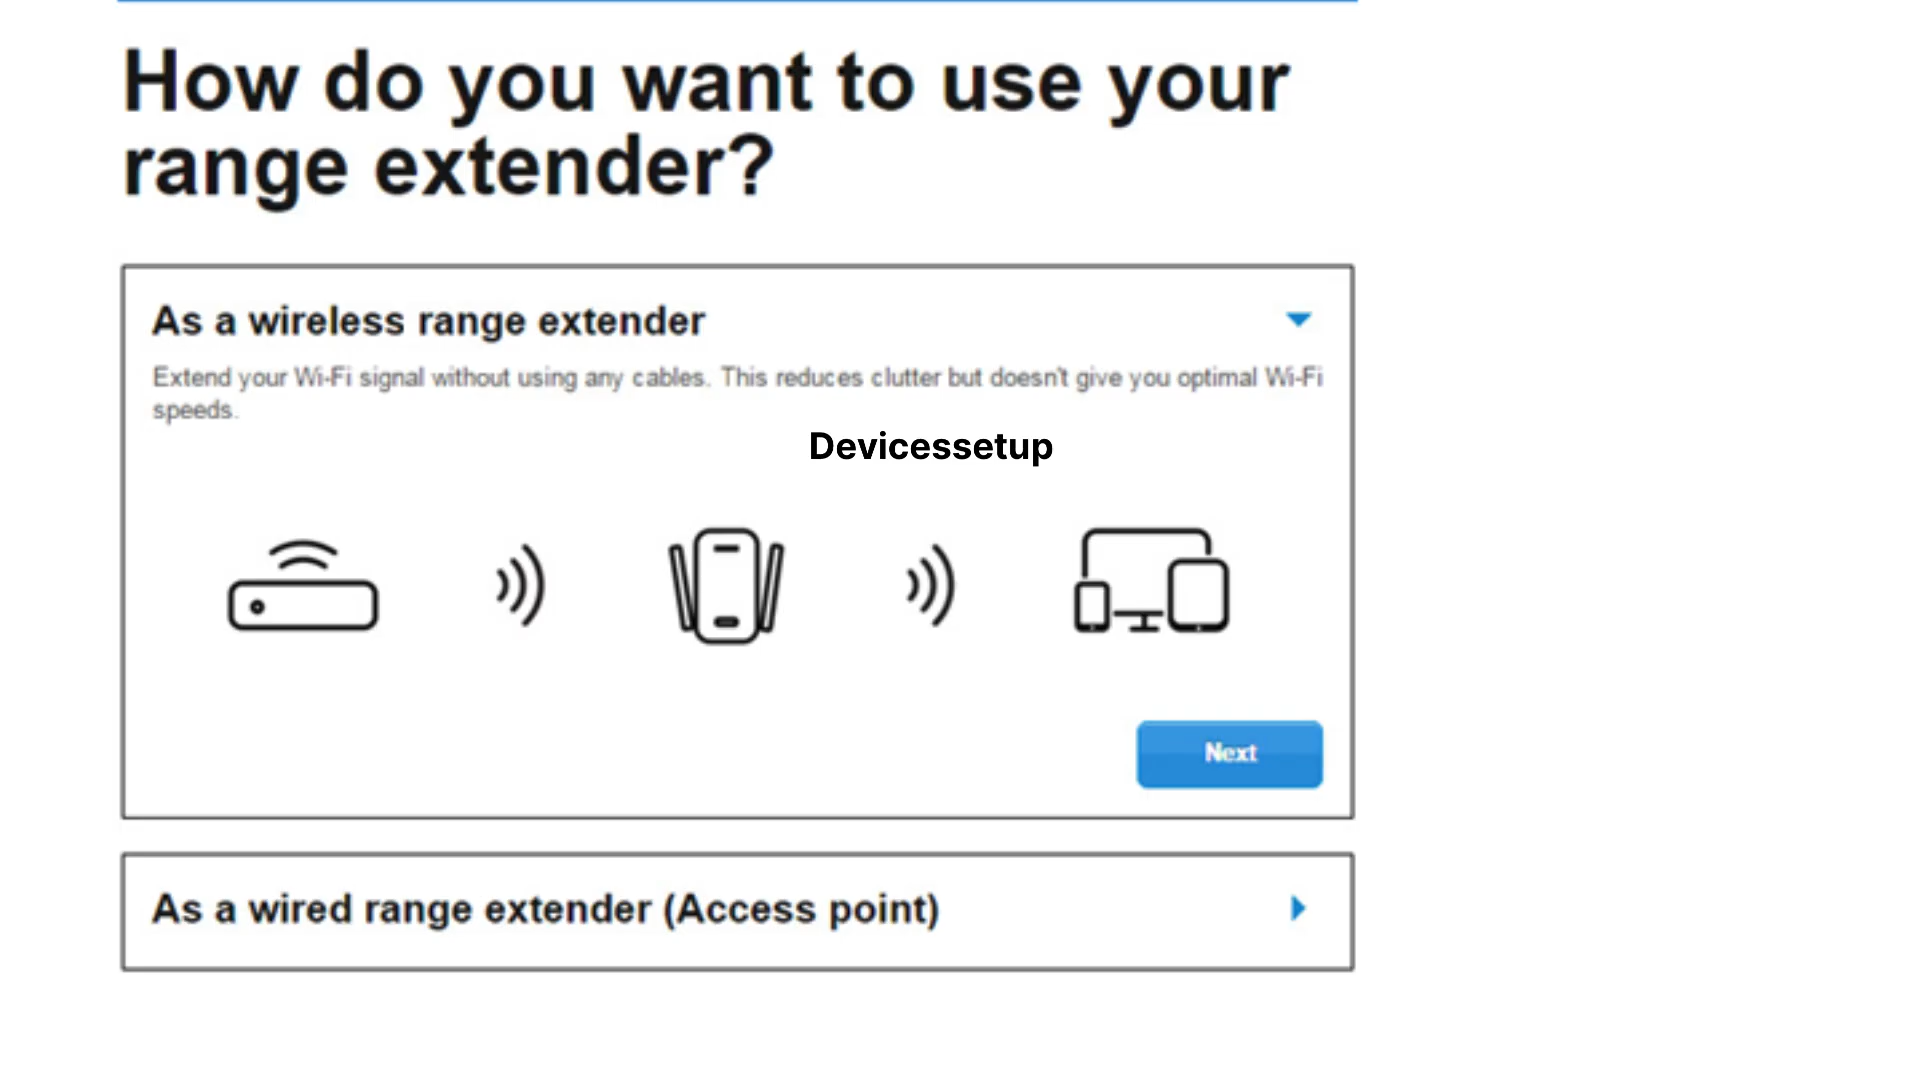 How do you want to use your
range extender?
As a wireless range extender
Extend your Wi-Fi signal without using any cables. This reduces clutter but doesn't give you optimal Wi-Fi
speeds.
Devicessetup
Next
As a wired range extender (Access point)